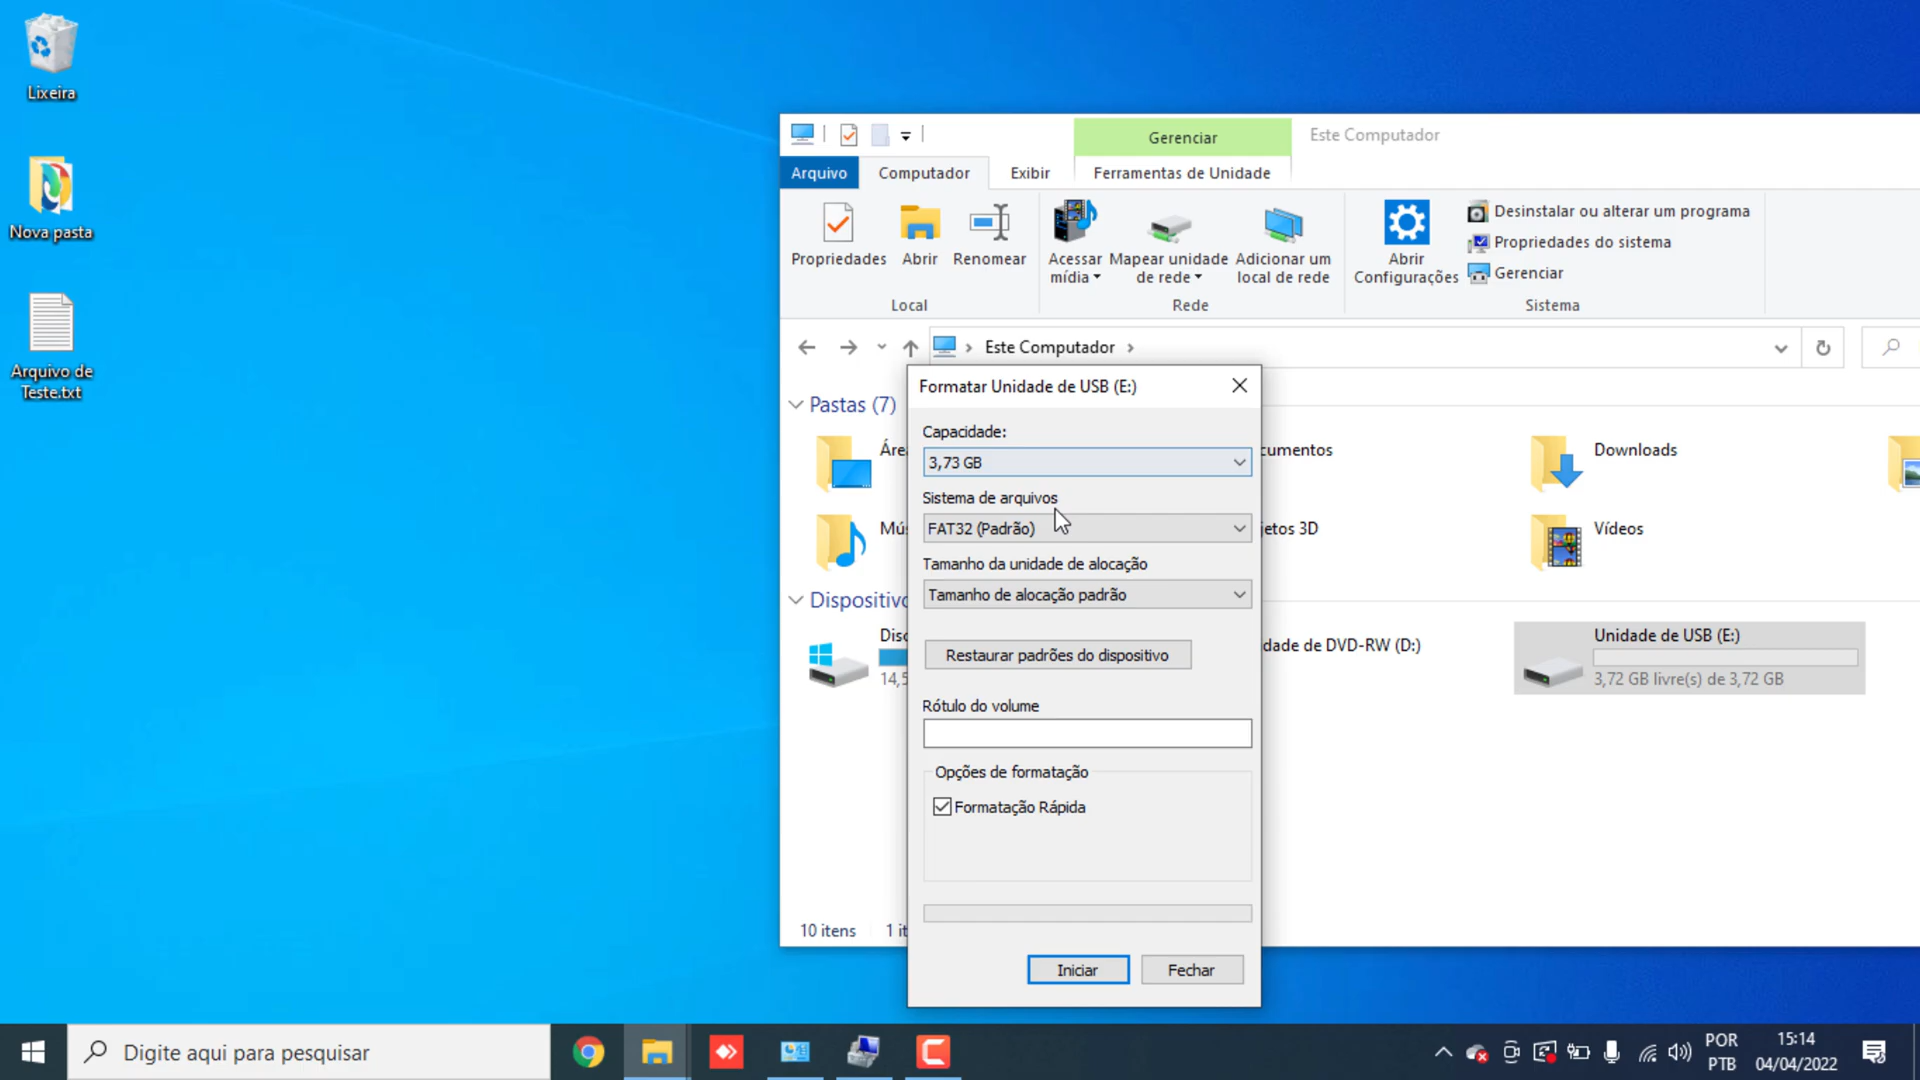 Lixeira
Nova pasta
Arquivo de
Teste.txt
Gerenciar
Este Computador
Arquivo
Computador
Exibir
Ferramentas de Unidade
Propriedades
Abrir
Renomear
Local
Acessar
mídia
Mapear unidade
de rede
Adicionar um
local de rede
Rede
Abrir
Configurações
Desinstalar ou alterar um programa
Propriedades do sistema
Gerenciar
Sistema
Este Computador
Pastas (7)
Áre
cumentos
Downloads
Mús
jetos 3D
Vídeos
Dispositivo
Disc
14,5
dade de DVD-RW (D:)
Unidade de USB (E:)
3,72 GB livre(s) de 3,72 GB
10 itens
1 it
Formatar Unidade de USB (E:)
Capacidade:
3,73 GB
Sistema de arquivos
FAT32 (Padrão)
Tamanho da unidade de alocação
Tamanho de alocação padrão
Restaurar padrões do dispositivo
Rótulo do volume
Opções de formatação
Formatação Rápida
Iniciar
Fechar
Digite aqui para pesquisar
POR
PTB
15:14
04/04/2022